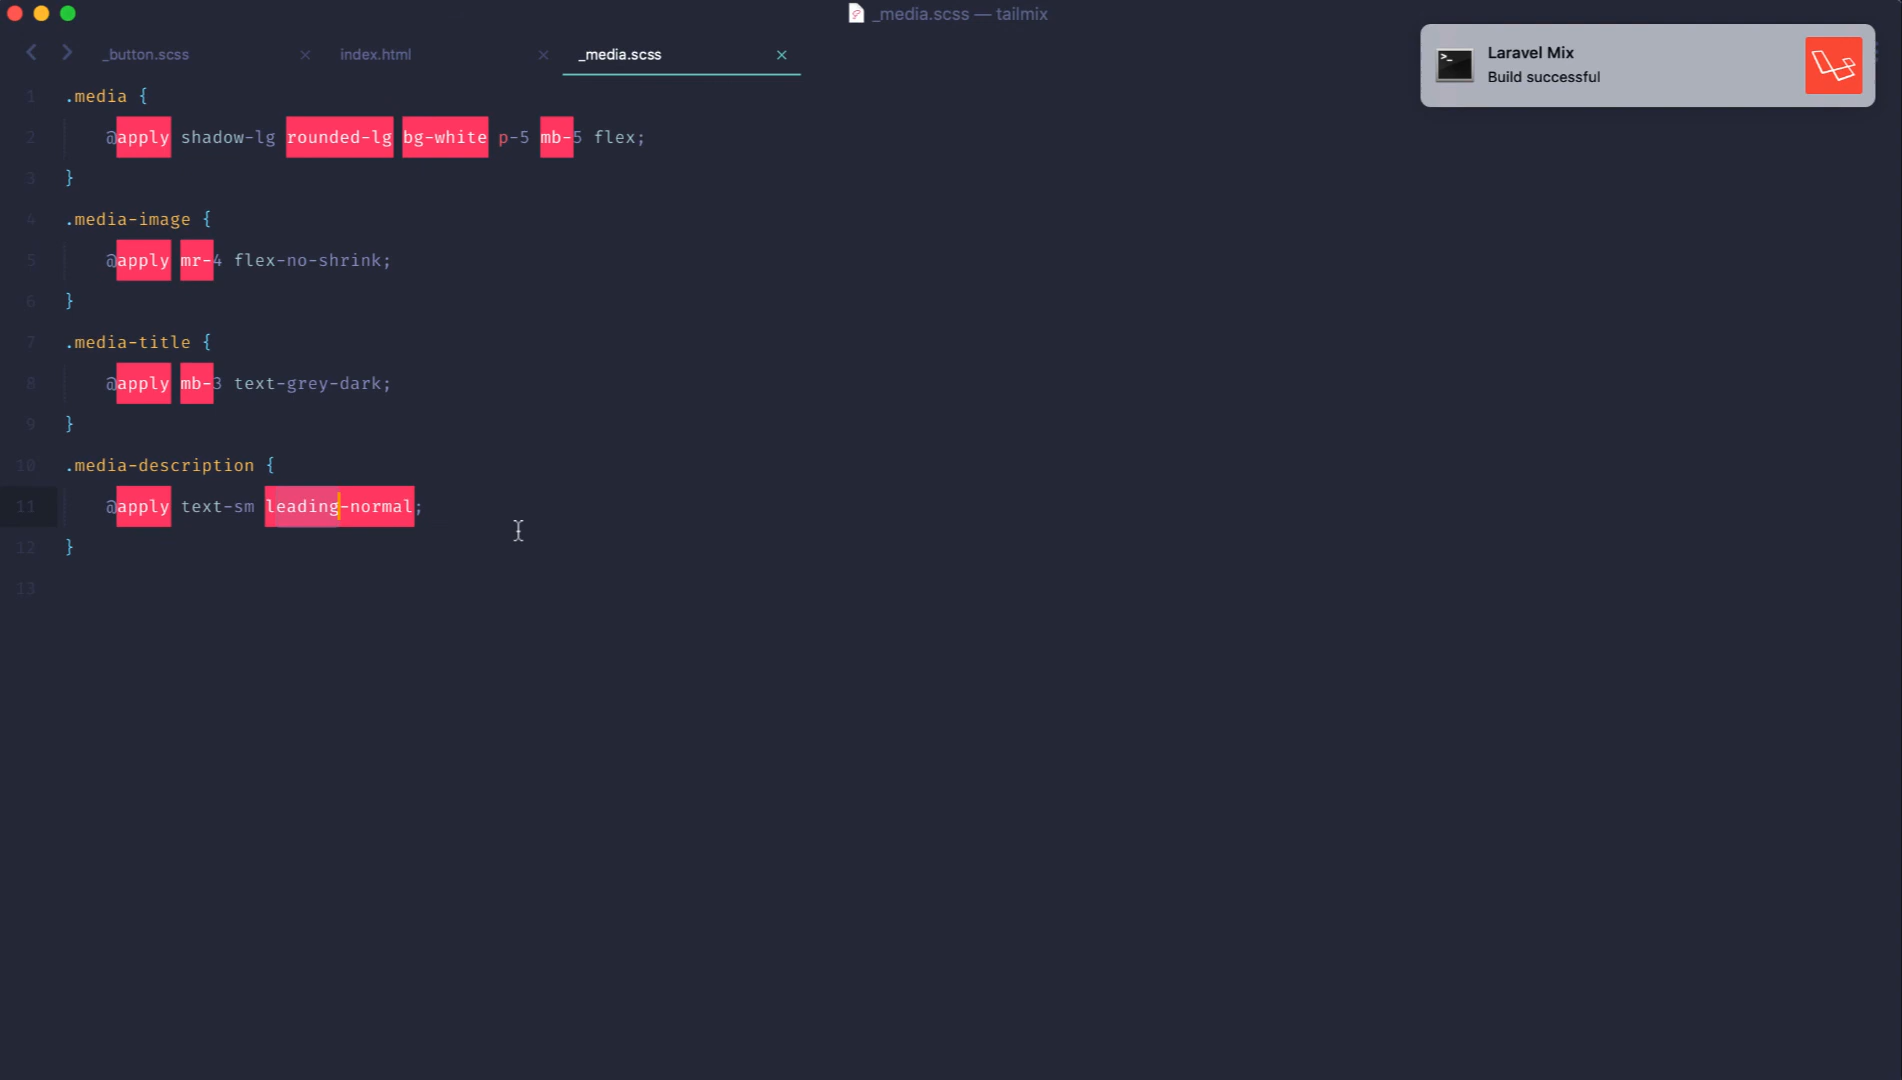 _media.scss — tailmix
_button.scss
index.html
_media.scss
Laravel Mix
Build successful
1 .media {
2 @apply shadow-lg rounded-lg bg-white p-5 mb-5 flex;
3 }
4 .media-image {
5 @apply mr-4 flex-no-shrink;
6 }
7 .media-title {
8 @apply mb-3 text-grey-dark;
9 }
10 .media-description {
11 @apply text-sm leading-normal;
12 }
13